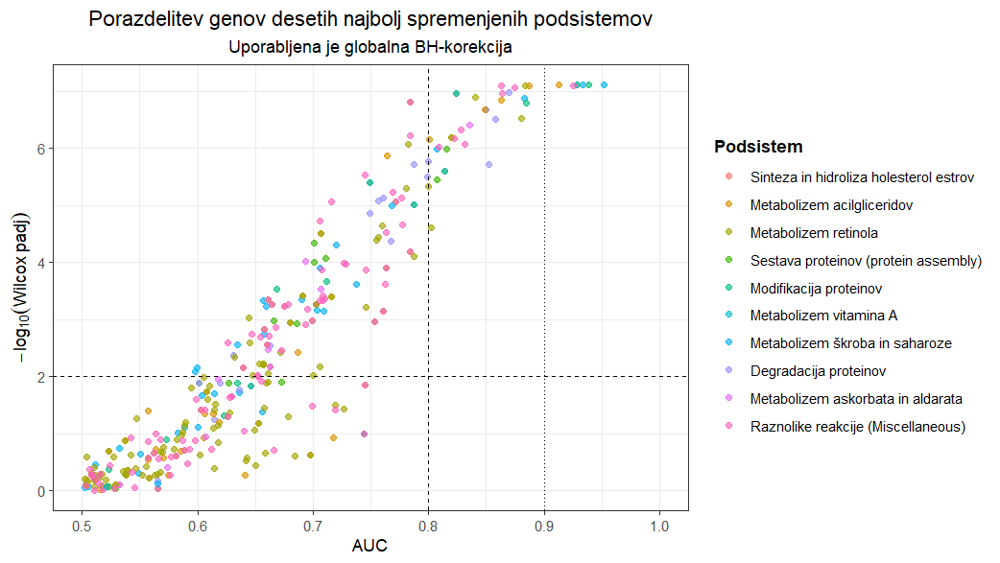 Porazdelitev genov desetih najbolj spremenjenih podsistemov
Uporabljena je globalna BH-korekcija
−log10(Wilcox padj)
6
4
2
0
0.5 0.6 0.7 0.8 0.9 1.0
AUC
Podsistem
Sinteza in hidroliza holesterol estrov
Metabolizem acilgliceridov
Metabolizem retinola
Sestava proteinov (protein assembly)
Modifikacija proteinov
Metabolizem vitamina A
Metabolizem škroba in saharoze
Degradacija proteinov
Metabolizem askorbata in aldarata
Raznolike reakcije (Miscellaneous)